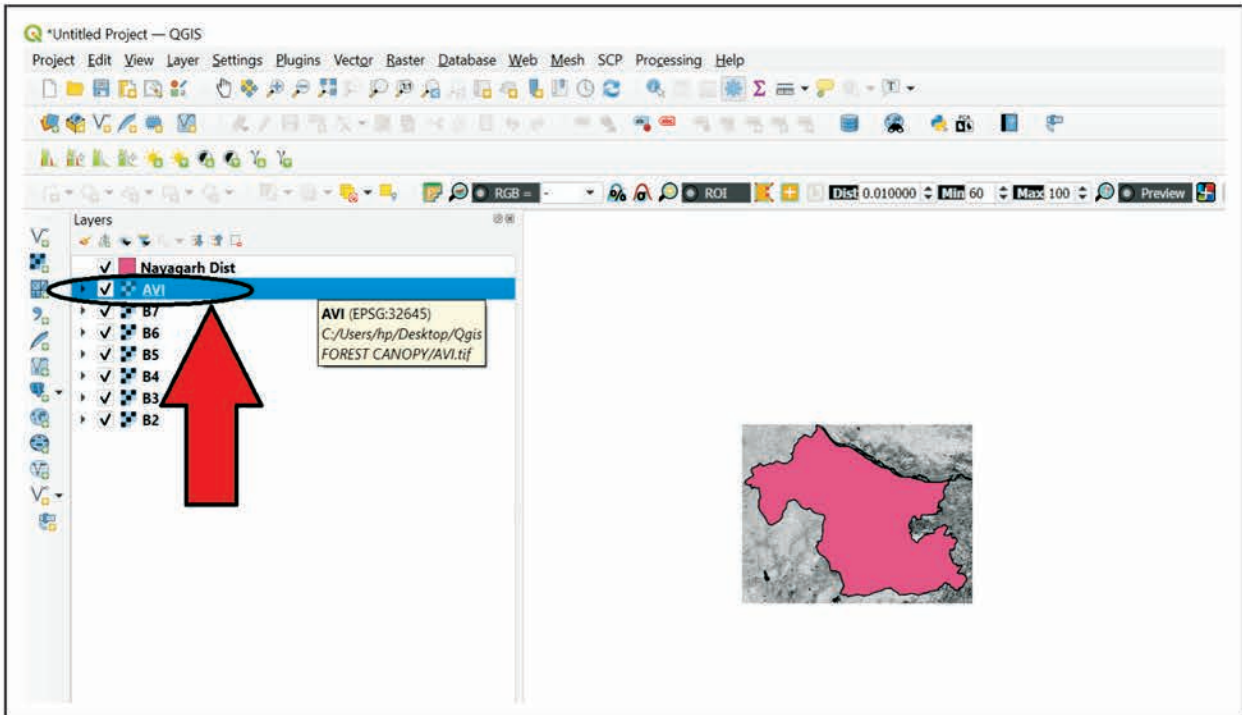 *Untitled Project — QGIS
Project Edit View Layer Settings Plugins Vector Raster Database Web Mesh SCP Processing Help
RGB = - ROI Dist 0.010000 Min 60 Max 100 Preview
Layers
Nayagarh Dist
AVI
B7
B6
B5
B4
B3
B2
AVI (EPSG:32645)
C:/Users/hp/Desktop/Qgis
FOREST CANOPY/AVI.tif